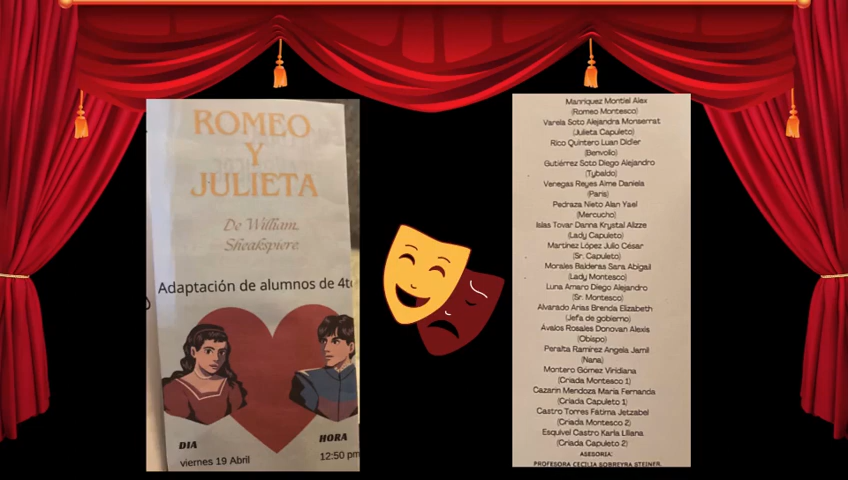 ROMEO
Y
JULIETA
De William,
Sheakspiere.
Adaptación de alumnos de 4to
DIA
HORA
viernes 19 Abril
12:50 pm
Manriquez Montiel Alex
(Romeo Montesco)
Varela Soto Alejandra Monserrat
(Julieta Capuleto)
Rico Quintero Luan Didier
(Benvolio)
Gutiérrez Soto Diego Alejandro
(Tybaldo)
Venegas Reyes Aime Daniela
(Paris)
Pedraza Nieto Alan Yael
(Mercucho)
Islas Tovar Danna Krystal Alizze
(Lady Capuleto)
Martínez López Julio César
(Sr. Capuleto)
Morales Balderas Sara Abigail
(Lady Montesco)
Luna Amaro Diego Alejandro
(Sr. Montesco)
Alvarado Arias Brenda Elizabeth
(Jefa de gobierno)
Avalos Rosales Donovan Alexis
(Obispo)
Peralta Ramirez Angela Jamil
(Nana)
Montero Gómez Viridiana
(Criada Montesco 1)
Cazarin Mendoza Maria Fernanda
(Criada Capuleto 1)
Castro Torres Fátima Jetzabel
(Criada Montesco 2)
Esquivel Castro Karla Liliana
(Criada Capuleto 2)
ASESORIA:
PROFESORA CECILIA SOBREYRA STEINER.